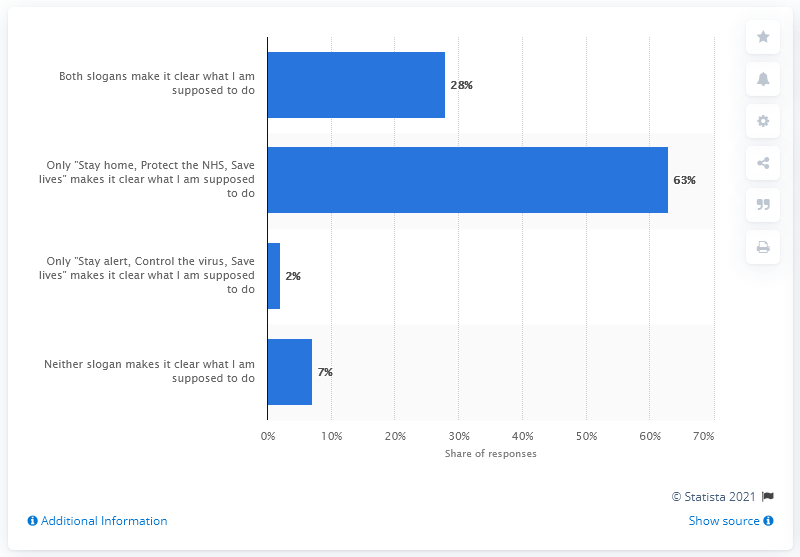 Both slogans make it clear what I am
supposed to do
28%
Only "Stay home, Protect the NHS, Save
lives" makes it clear what I am supposed
to do
63%
Only "Stay alert, Control the virus, Save
lives" makes it clear what I am supposed
to do
2%
Neither slogan makes it clear what I am
supposed to do
7%
0% 10% 20% 30% 40% 50% 60% 70%
Share of responses
© Statista 2021
Additional Information
Show source